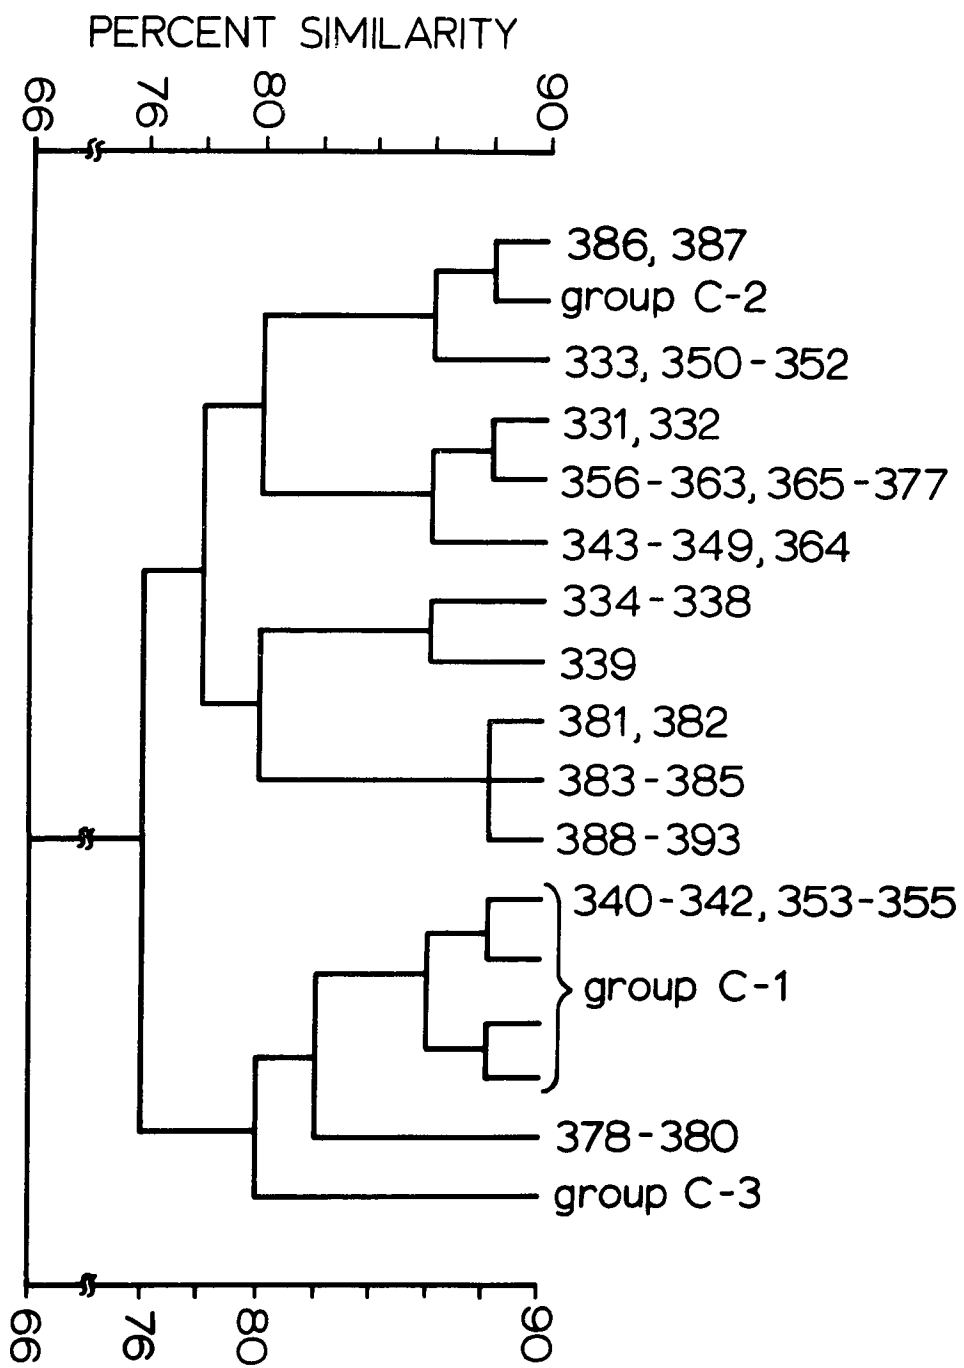 PERCENT SIMILARITY
66 76 80 90
386, 387
group C-2
333, 350-352
331, 332
356-363, 365-377
343-349, 364
334-338
339
381, 382
383-385
388-393
340-342, 353-355
group C-1
378-380
group C-3
66 76 80 90